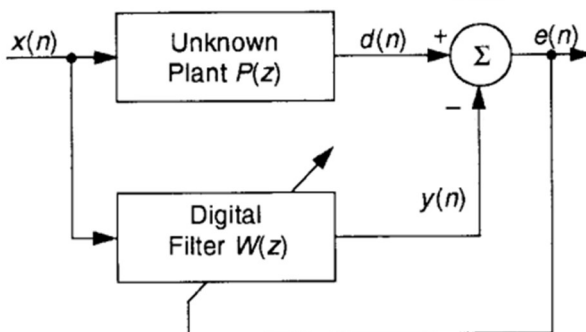 x(n)
Unknown
Plant P(z)
d(n)
+
Σ
e(n)
−
y(n)
Digital
Filter W(z)